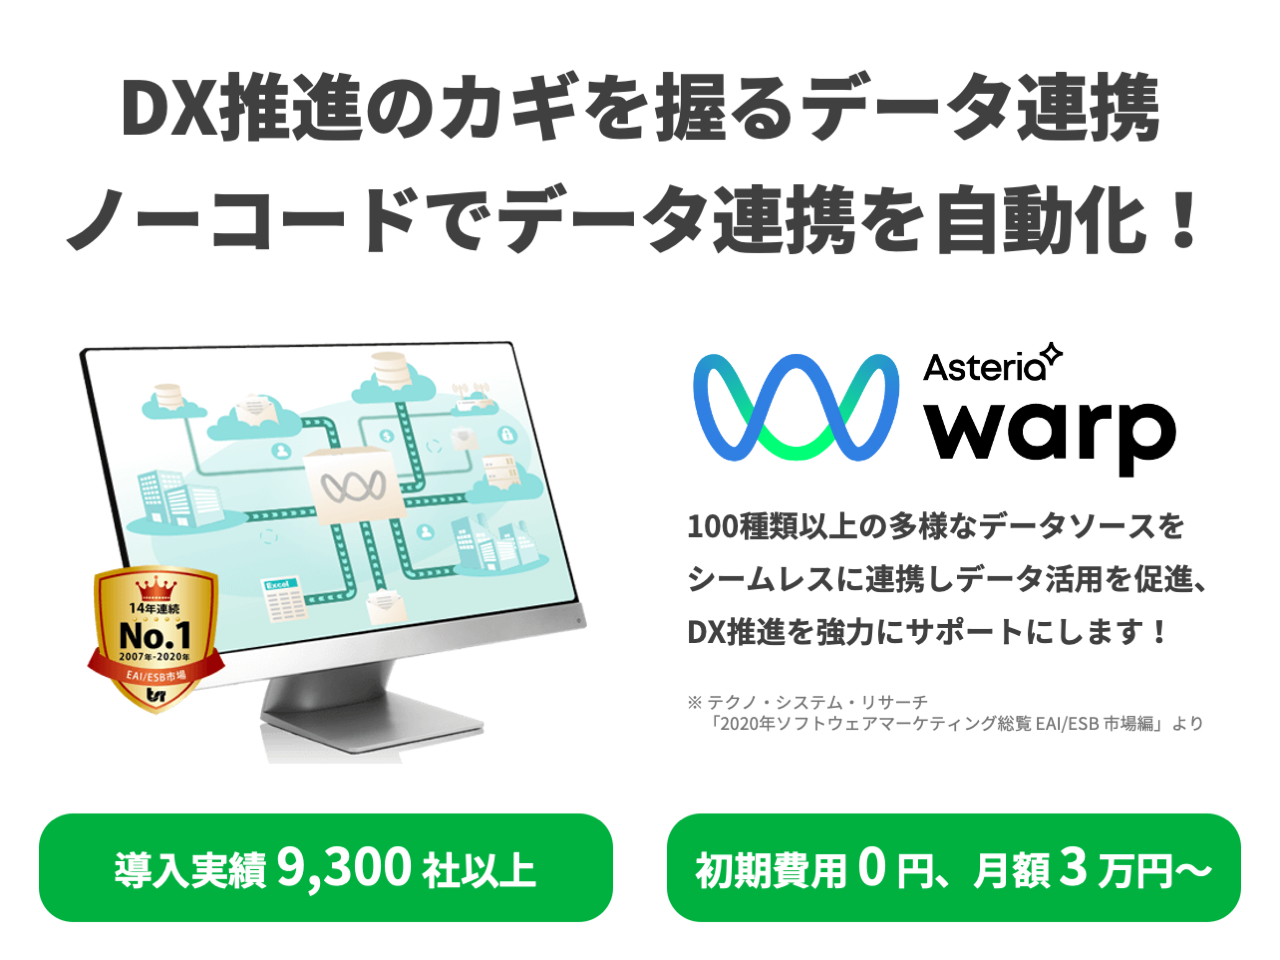 DX推進のカギを握るデータ連携
ノーコードでデータ連携を自動化！
Asteria
warp
100種類以上の多様なデータソースを
シームレスに連携しデータ活用を促進、
DX推進を強力にサポートにします！
※ テクノ・システム・リサーチ
「2020年ソフトウェアマーケティング総覧 EAI/ESB 市場編」より
Excel
14年連続
No.1
2007年-2020年
EAI/ESB市場
tsr
導入実績 9,300 社以上
初期費用 0 円、月額 3 万円〜